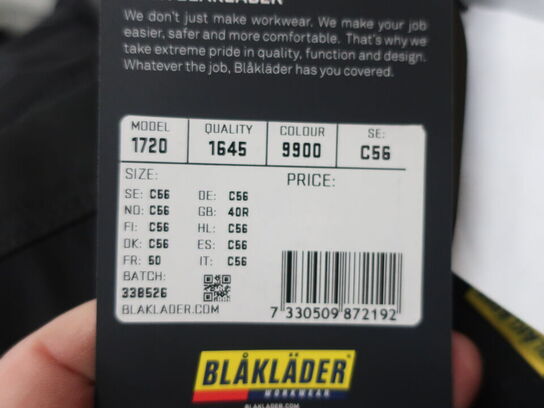 BLÅKLÄDER
We don't just make workwear. We make your job
easier, safer and more comfortable. That's why we
take extreme pride in quality, function and design.
Whatever the job, Blåkläder has you covered.
MODEL QUALITY COLOUR SE:
1720 1645 9900 C56
SIZE: PRICE:
SE: C56 DE: C56
NO: C56 GB: 40R
FI: C56 HL: C56
DK: C56 ES: C56
FR: 50 IT: C56
BATCH:
338526
BLAKLADER.COM
7 330509 872192
BLÅKLÄDER
WORKWEAR
BLAKLADER.COM